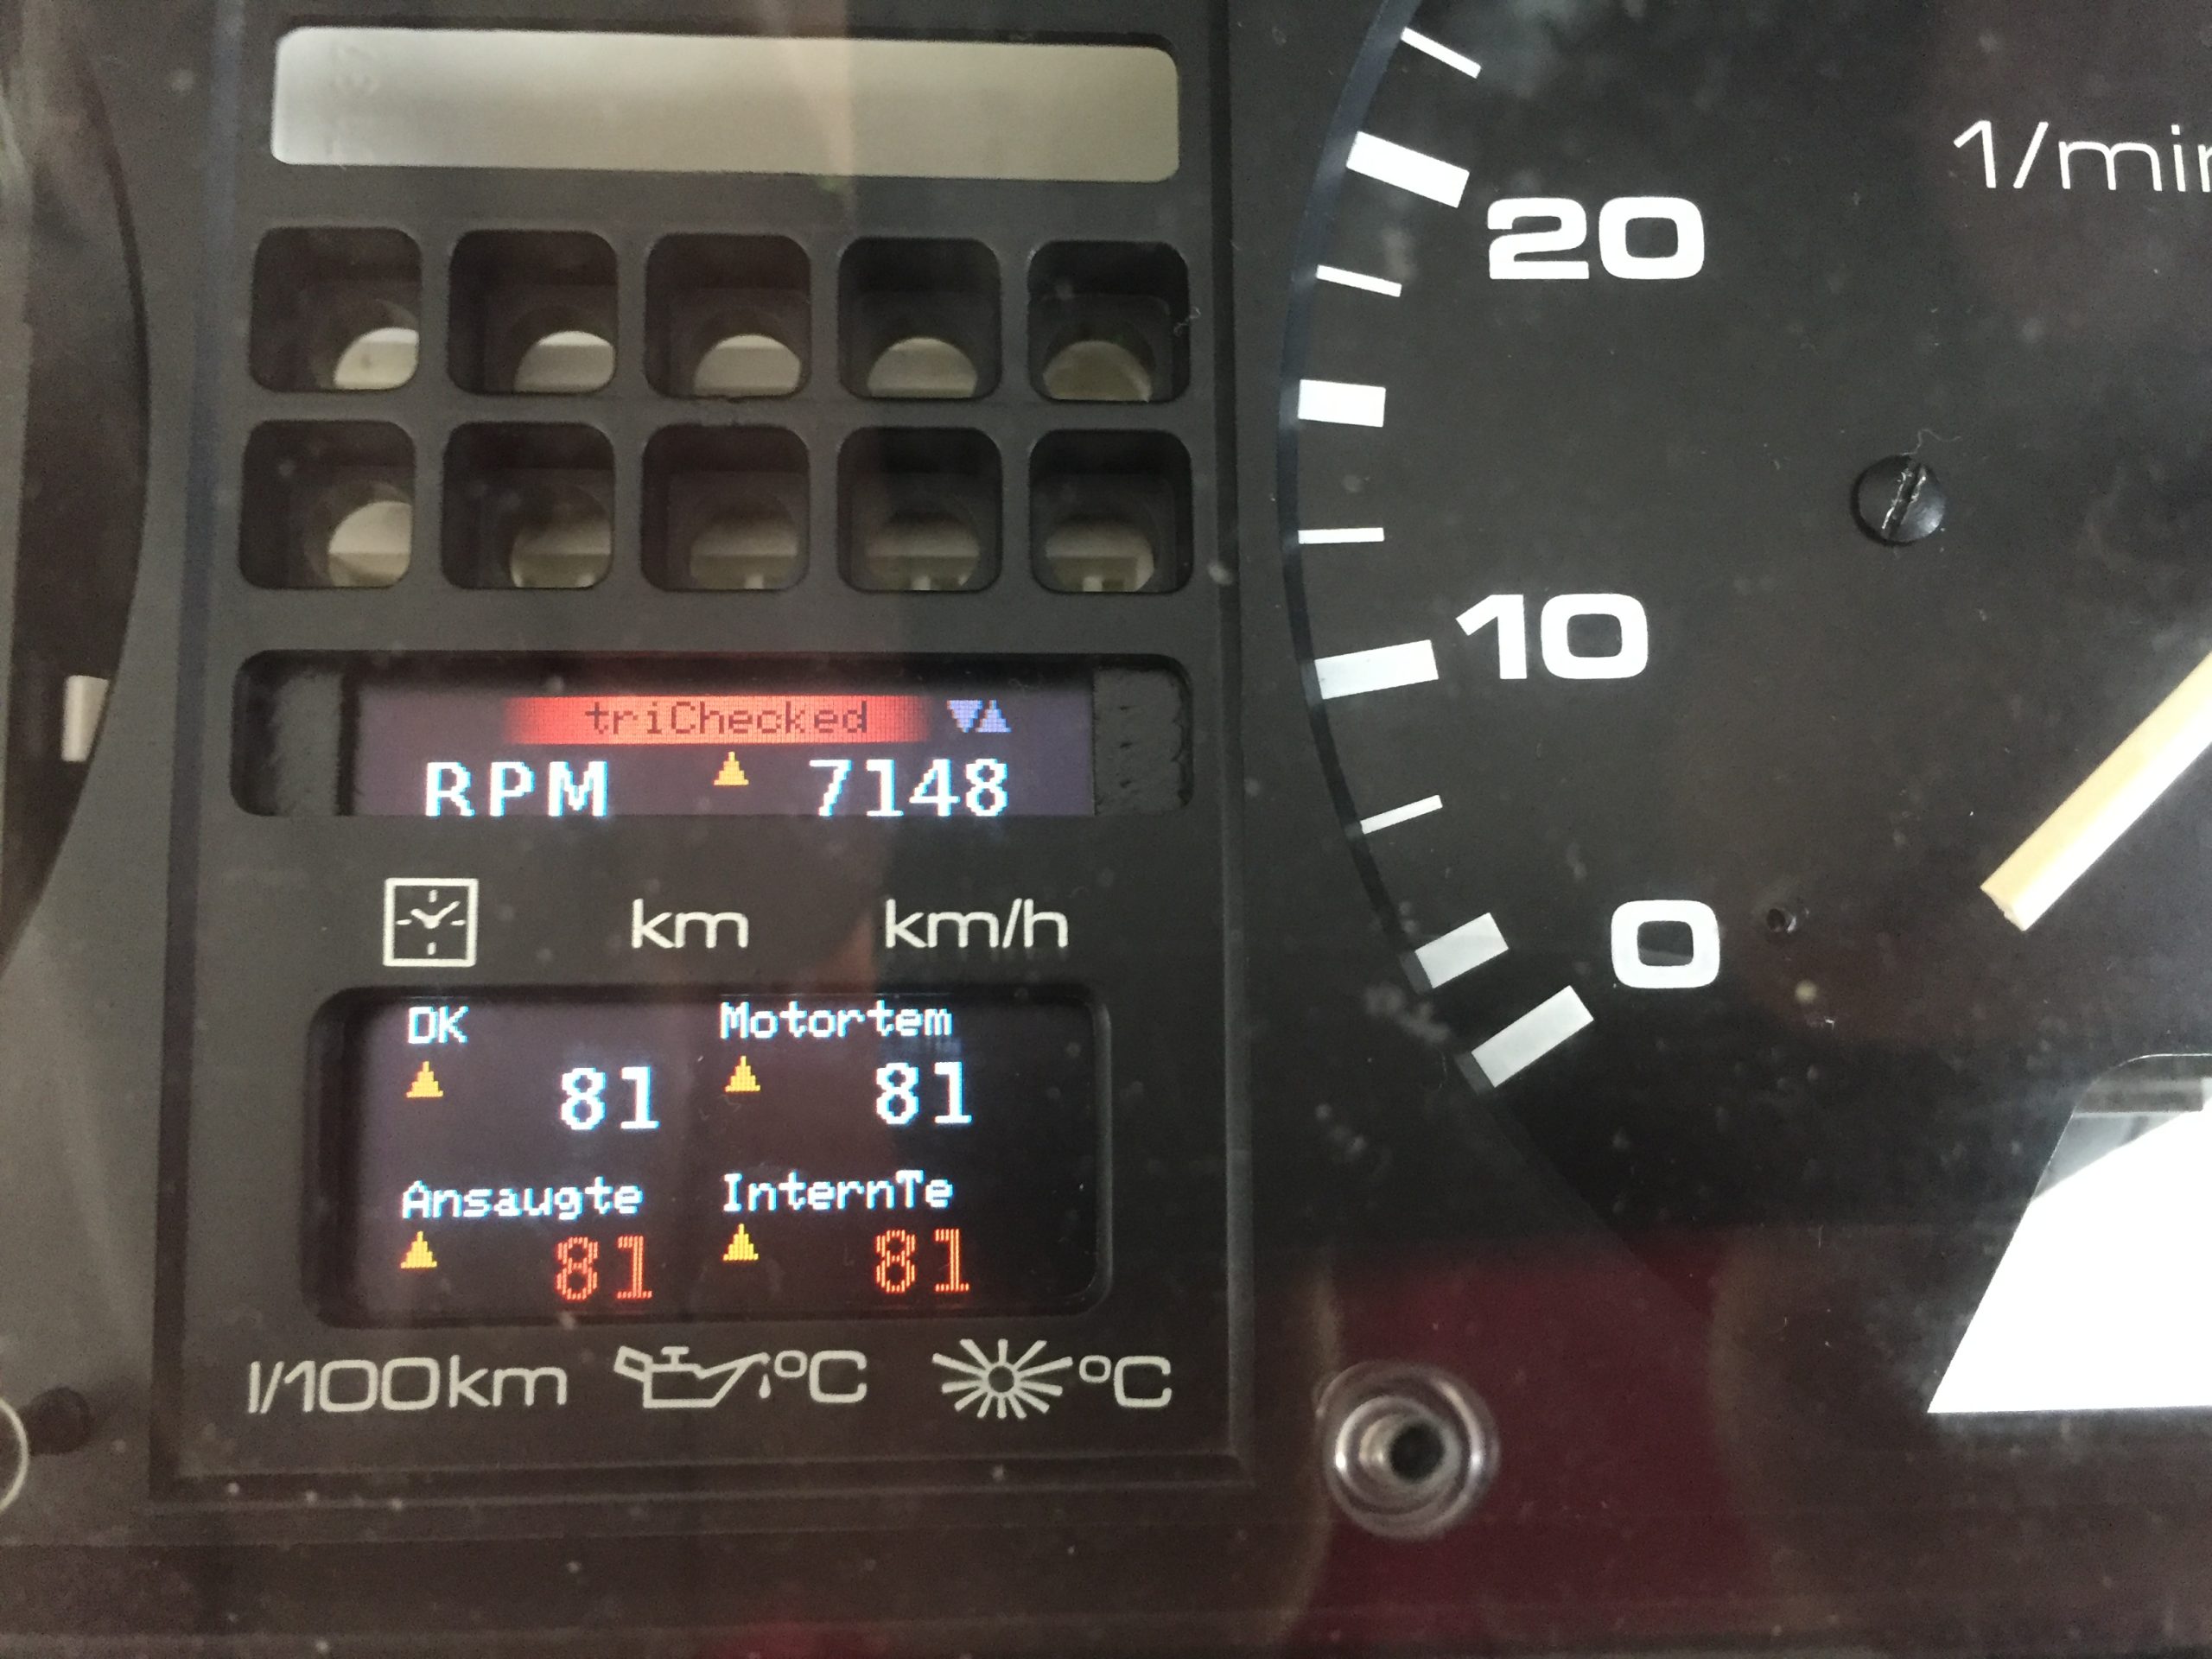 1/min
20
10
0
triChecked
RPM 7148
km km/h
DK Motortem
81 81
Ansaugte InternTe
81 81
l/100km °C °C